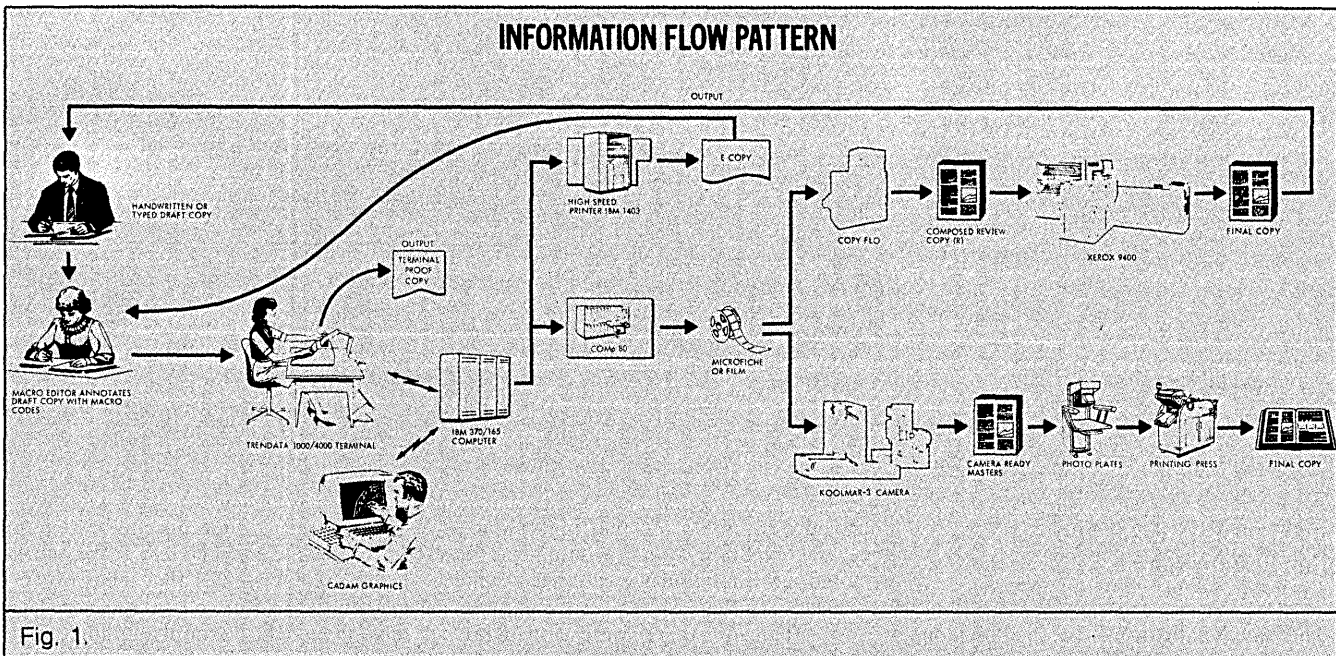 INFORMATION FLOW PATTERN
OUTPUT
HANDWRITTEN OR
TYPED DRAFT COPY
HIGH SPEED
PRINTER IBM 1403
E COPY
COPY FLO
COMPOSED REVIEW
COPY (R)
XEROX 9400
FINAL COPY
OUTPUT
TERMINAL
PROOF
COPY
MACRO EDITOR ANNOTATES
DRAFT COPY WITH MACRO
CODES
TRENDATA 1000/4000 TERMINAL
IBM 370/165
COMPUTER
COMp 80
MICROFICHE
OR FILM
CADAM GRAPHICS
KOOLMAR-3 CAMERA
CAMERA READY
MASTERS
PHOTO PLATES
PRINTING PRESS
FINAL COPY
Fig. 1.